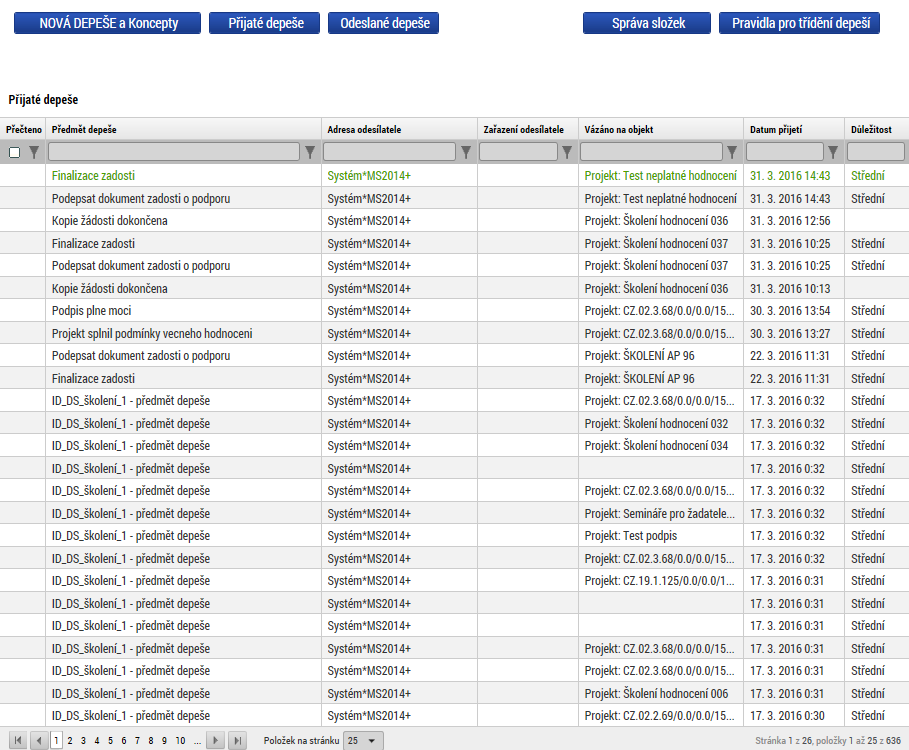 NOVÁ DEPEŠE a Koncepty Přijaté depeše Odeslané depeše Správa složek Pravidla pro třídění depeší
Přijaté depeše
Přečteno Předmět depeše Adresa odesílatele Zařazení odesílatele Vázáno na objekt Datum přijetí Důležitost
Finalizace zadosti Systém*MS2014+ Projekt: Test neplatné hodnocení 31. 3. 2016 14:43 Střední
Podepsat dokument zadosti o podporu Systém*MS2014+ Projekt: Test neplatné hodnocení 31. 3. 2016 14:43 Střední
Kopie žádosti dokončena Systém*MS2014+ Projekt: Školení hodnocení 036 31. 3. 2016 12:56
Finalizace zadosti Systém*MS2014+ Projekt: Školení hodnocení 037 31. 3. 2016 10:25 Střední
Podepsat dokument zadosti o podporu Systém*MS2014+ Projekt: Školení hodnocení 037 31. 3. 2016 10:25 Střední
Kopie žádosti dokončena Systém*MS2014+ Projekt: Školení hodnocení 036 31. 3. 2016 10:13
Podpis plne moci Systém*MS2014+ Projekt: CZ.02.3.68/0.0/0.0/15... 30. 3. 2016 13:54 Střední
Projekt splnil podmínky vecneho hodnoceni Systém*MS2014+ Projekt: CZ.02.3.68/0.0/0.0/15... 30. 3. 2016 13:27 Střední
Podepsat dokument zadosti o podporu Systém*MS2014+ Projekt: ŠKOLENÍ AP 96 22. 3. 2016 11:31 Střední
Finalizace zadosti Systém*MS2014+ Projekt: ŠKOLENÍ AP 96 22. 3. 2016 11:31 Střední
ID_DS_školení_1 - předmět depeše Systém*MS2014+ Projekt: CZ.02.3.68/0.0/0.0/15... 17. 3. 2016 0:32 Střední
ID_DS_školení_1 - předmět depeše Systém*MS2014+ Projekt: Školení hodnocení 032 17. 3. 2016 0:32 Střední
ID_DS_školení_1 - předmět depeše Systém*MS2014+ Projekt: Školení hodnocení 034 17. 3. 2016 0:32 Střední
ID_DS_školení_1 - předmět depeše Systém*MS2014+ 17. 3. 2016 0:32 Střední
ID_DS_školení_1 - předmět depeše Systém*MS2014+ Projekt: CZ.02.3.68/0.0/0.0/15... 17. 3. 2016 0:32 Střední
ID_DS_školení_1 - předmět depeše Systém*MS2014+ Projekt: Semináře pro žadatele... 17. 3. 2016 0:32 Střední
ID_DS_školení_1 - předmět depeše Systém*MS2014+ Projekt: Test podpis 17. 3. 2016 0:32 Střední
ID_DS_školení_1 - předmět depeše Systém*MS2014+ Projekt: CZ.02.3.68/0.0/0.0/15... 17. 3. 2016 0:32 Střední
ID_DS_školení_1 - předmět depeše Systém*MS2014+ Projekt: CZ.19.1.125/0.0/0.0/1... 17. 3. 2016 0:31 Střední
ID_DS_školení_1 - předmět depeše Systém*MS2014+ 17. 3. 2016 0:31 Střední
ID_DS_školení_1 - předmět depeše Systém*MS2014+ 17. 3. 2016 0:31 Střední
ID_DS_školení_1 - předmět depeše Systém*MS2014+ Projekt: CZ.02.3.68/0.0/0.0/15... 17. 3. 2016 0:31 Střední
ID_DS_školení_1 - předmět depeše Systém*MS2014+ Projekt: CZ.02.3.68/0.0/0.0/15... 17. 3. 2016 0:31 Střední
ID_DS_školení_1 - předmět depeše Systém*MS2014+ Projekt: Školení hodnocení 006 17. 3. 2016 0:31 Střední
ID_DS_školení_1 - předmět depeše Systém*MS2014+ Projekt: CZ.02.2.69/0.0/0.0/15... 17. 3. 2016 0:30 Střední
1 2 3 4 5 6 7 8 9 10 ... Položek na stránku 25 Stránka 1 z 26, položky 1 až 25 z 636